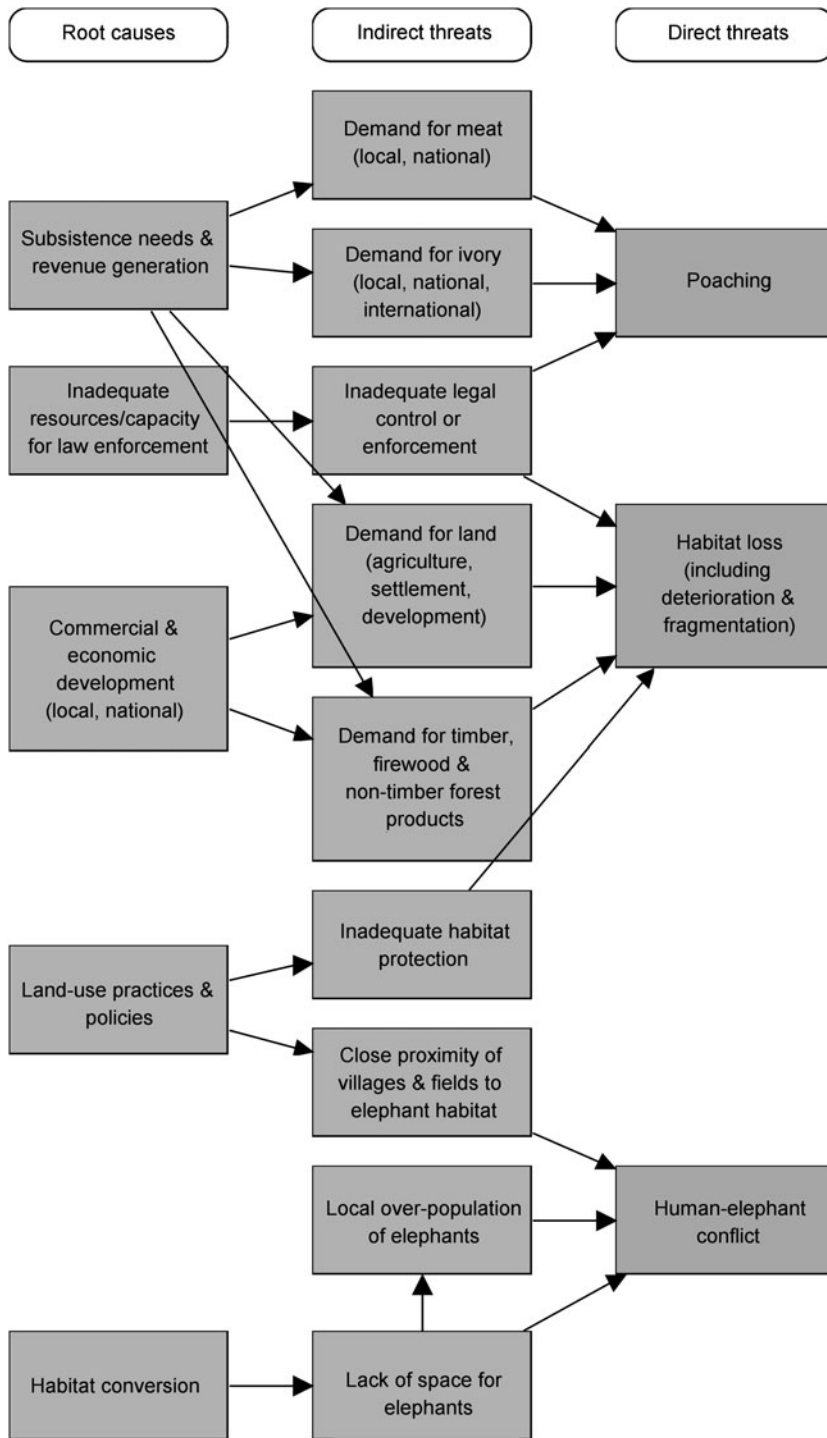 Root causes
Indirect threats
Direct threats
Demand for meat
(local, national)
Subsistence needs &
revenue generation
Demand for ivory
(local, national,
international)
Poaching
Inadequate
resources/capacity
for law enforcement
Inadequate legal
control or
enforcement
Demand for land
(agriculture,
settlement,
development)
Habitat loss
(including
deterioration &
fragmentation)
Commercial &
economic
development
(local, national)
Demand for timber,
firewood &
non-timber forest
products
Inadequate habitat
protection
Land-use practices &
policies
Close proximity of
villages & fields to
elephant habitat
Local over-population
of elephants
Human-elephant
conflict
Habitat conversion
Lack of space for
elephants